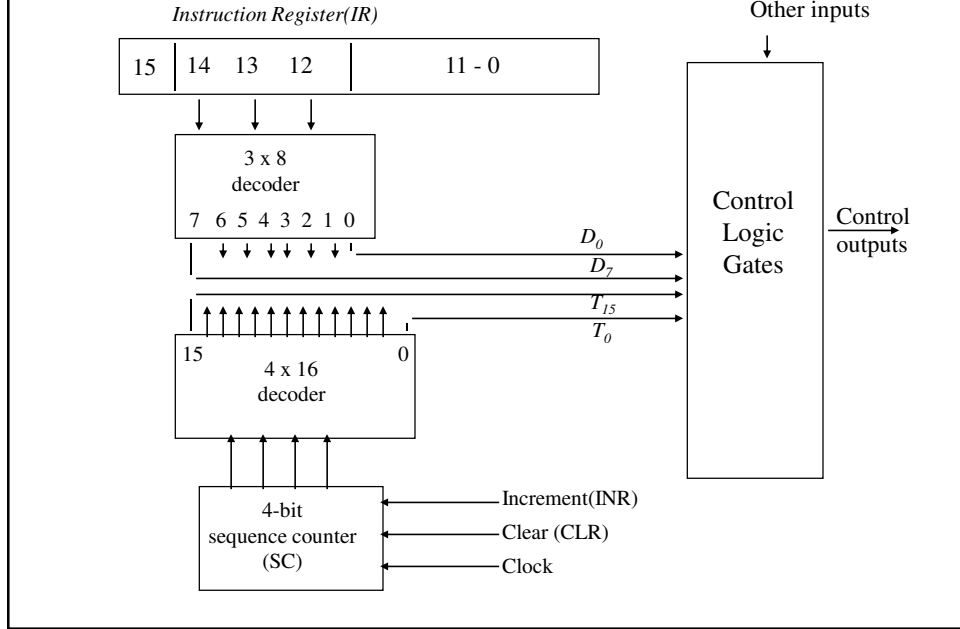 Instruction Register(IR)
Other inputs
15 14 13 12 11 - 0
3 x 8
decoder
7 6 5 4 3 2 1 0
Control
Logic
Gates
Control
outputs
D0
D7
T15
T0
15 0
4 x 16
decoder
4-bit
sequence counter
(SC)
Increment(INR)
Clear (CLR)
Clock